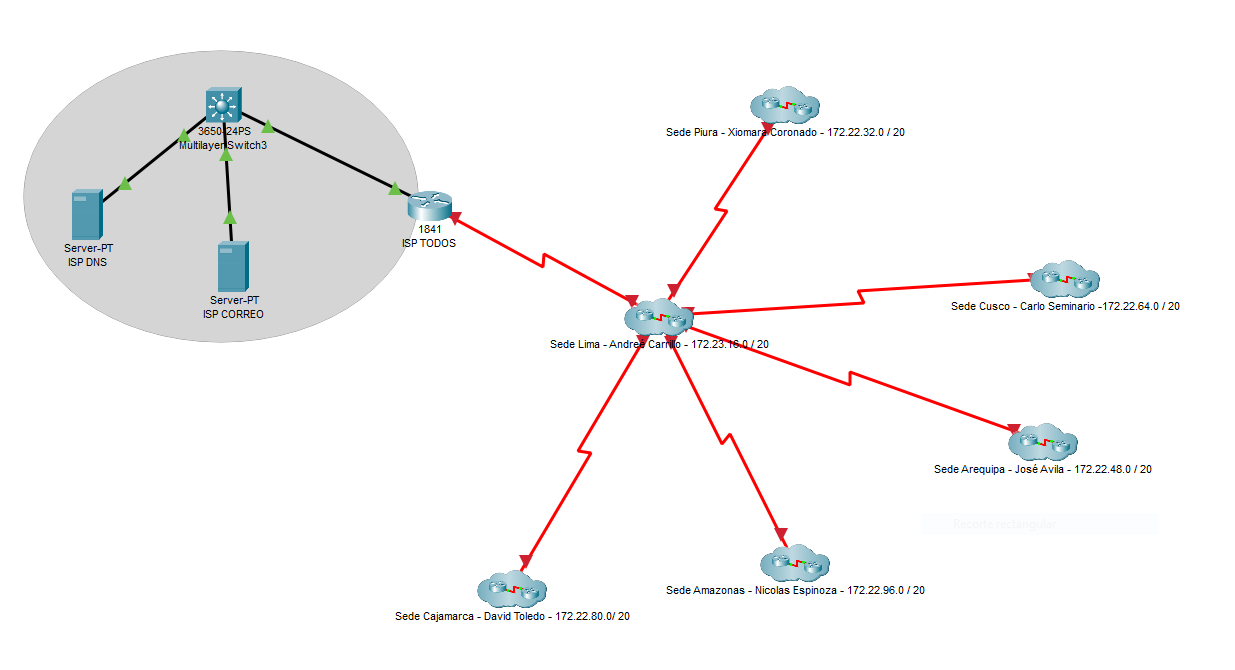 3650-24PS
Multilayer Switch3
Server-PT
ISP DNS
Server-PT
ISP CORREO
1841
ISP TODOS
Sede Piura - Xiomara Coronado - 172.22.32.0 / 20
Sede Cusco - Carlo Seminario -172.22.64.0 / 20
Sede Lima - Andreé Carrillo - 172.23.16.0 / 20
Sede Arequipa - José Avila - 172.22.48.0 / 20
Recorte rectangular
Sede Amazonas - Nicolas Espinoza - 172.22.96.0 / 20
Sede Cajamarca - David Toledo - 172.22.80.0/ 20